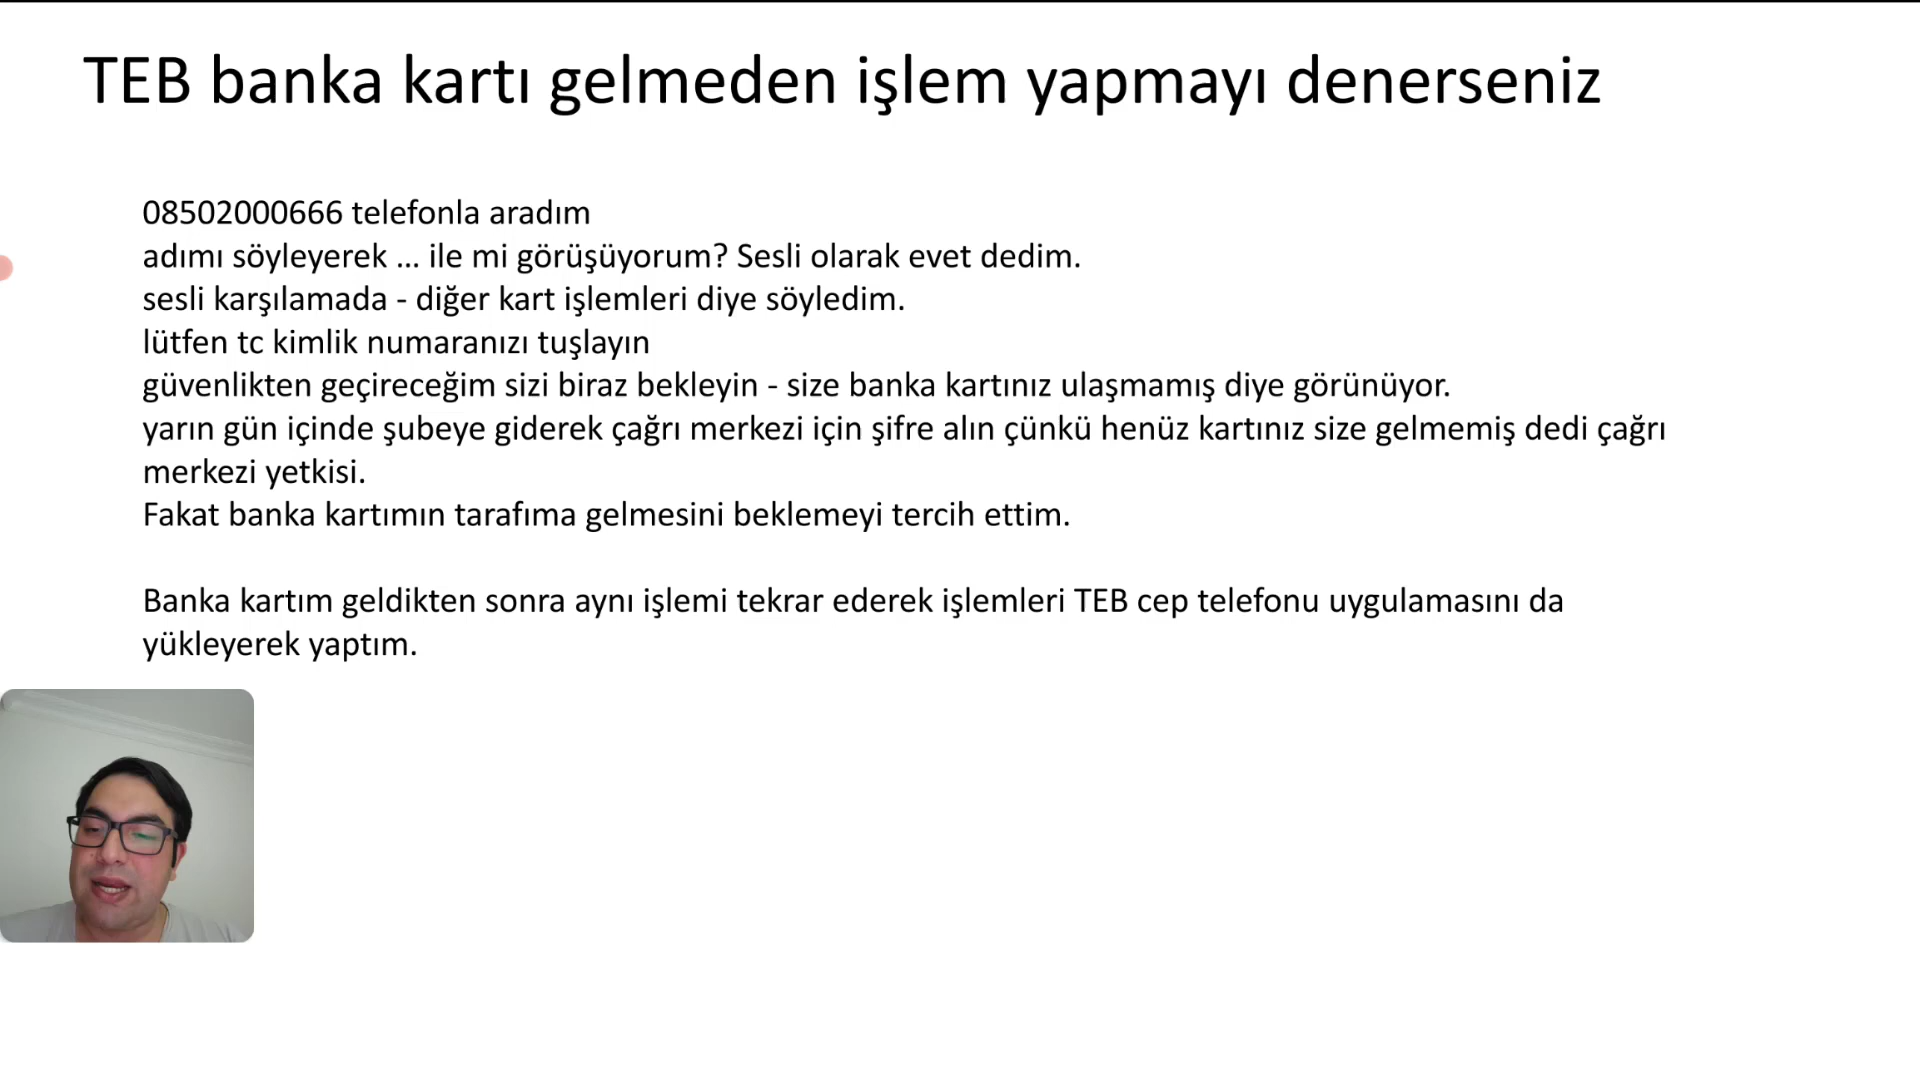 TEB banka kartı gelmeden işlem yapmayı denerseniz
08502000666 telefonla aradım
adımı söyleyerek ... ile mi görüşüyorum? Sesli olarak evet dedim.
sesli karşılamada - diğer kart işlemleri diye söyledim.
lütfen tc kimlik numaranızı tuşlayın
güvenlikten geçireceğim sizi biraz bekleyin - size banka kartınız ulaşmamış diye görünüyor.
yarın gün içinde şubeye giderek çağrı merkezi için şifre alın çünkü henüz kartınız size gelmemiş dedi çağrı
merkezi yetkisi.
Fakat banka kartımın tarafıma gelmesini beklemeyi tercih ettim.
Banka kartım geldikten sonra aynı işlemi tekrar ederek işlemleri TEB cep telefonu uygulamasını da
yükleyerek yaptım.